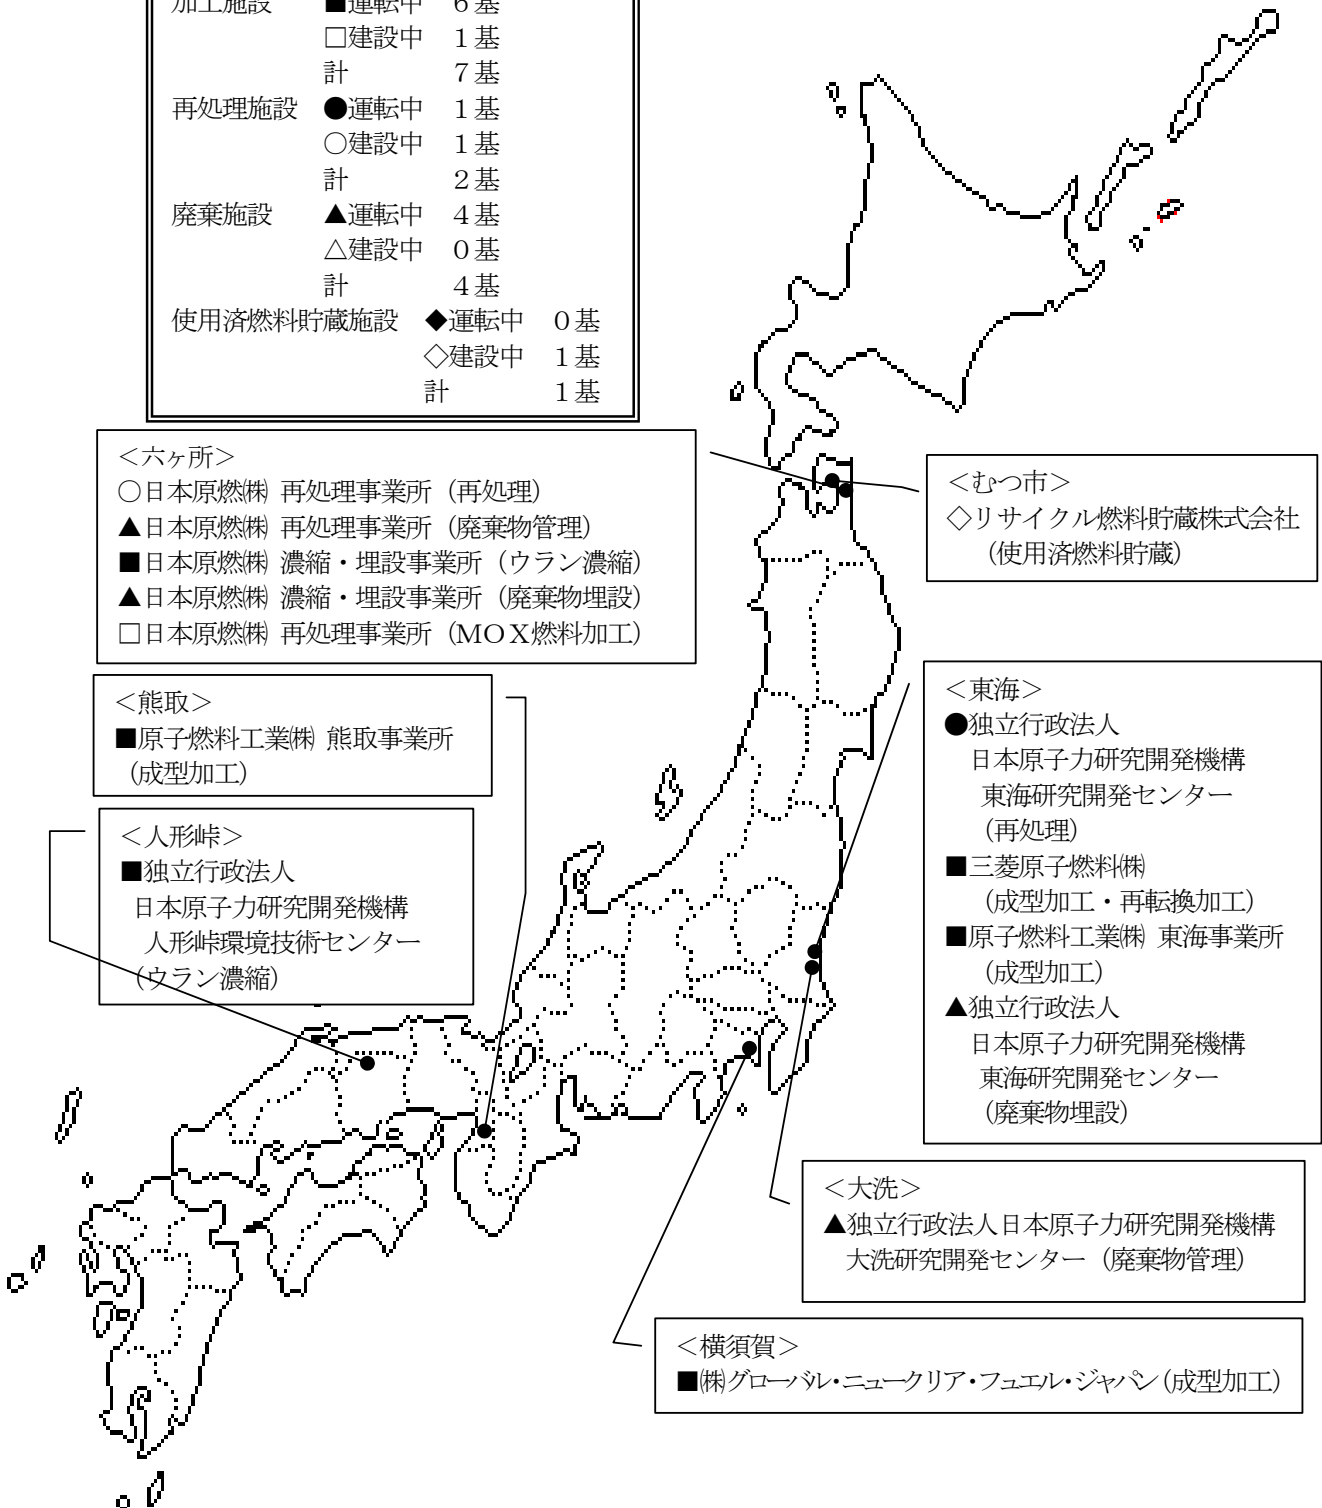 加工施設 ■運転中 6基
□建設中 1基
計 7基
再処理施設 ●運転中 1基
○建設中 1基
計 2基
廃棄施設 ▲運転中 4基
△建設中 0基
計 4基
使用済燃料貯蔵施設 ◆運転中 0基
◇建設中 1基
計 1基
＜六ヶ所＞
○日本原燃㈱ 再処理事業所（再処理）
▲日本原燃㈱ 再処理事業所（廃棄物管理）
■日本原燃㈱ 濃縮・埋設事業所（ウラン濃縮）
▲日本原燃㈱ 濃縮・埋設事業所（廃棄物埋設）
□日本原燃㈱ 再処理事業所（MOX燃料加工）
＜むつ市＞
◇リサイクル燃料貯蔵株式会社
（使用済燃料貯蔵）
＜熊取＞
■原子燃料工業㈱ 熊取事業所
（成型加工）
＜人形峠＞
■独立行政法人
日本原子力研究開発機構
人形峠環境技術センター
（ウラン濃縮）
＜東海＞
●独立行政法人
日本原子力研究開発機構
東海研究開発センター
（再処理）
■三菱原子燃料㈱
（成型加工・再転換加工）
■原子燃料工業㈱ 東海事業所
（成型加工）
▲独立行政法人
日本原子力研究開発機構
東海研究開発センター
（廃棄物埋設）
＜大洗＞
▲独立行政法人日本原子力研究開発機構
大洗研究開発センター（廃棄物管理）
＜横須賀＞
■㈱グローバル・ニュークリア・フュエル・ジャパン（成型加工）